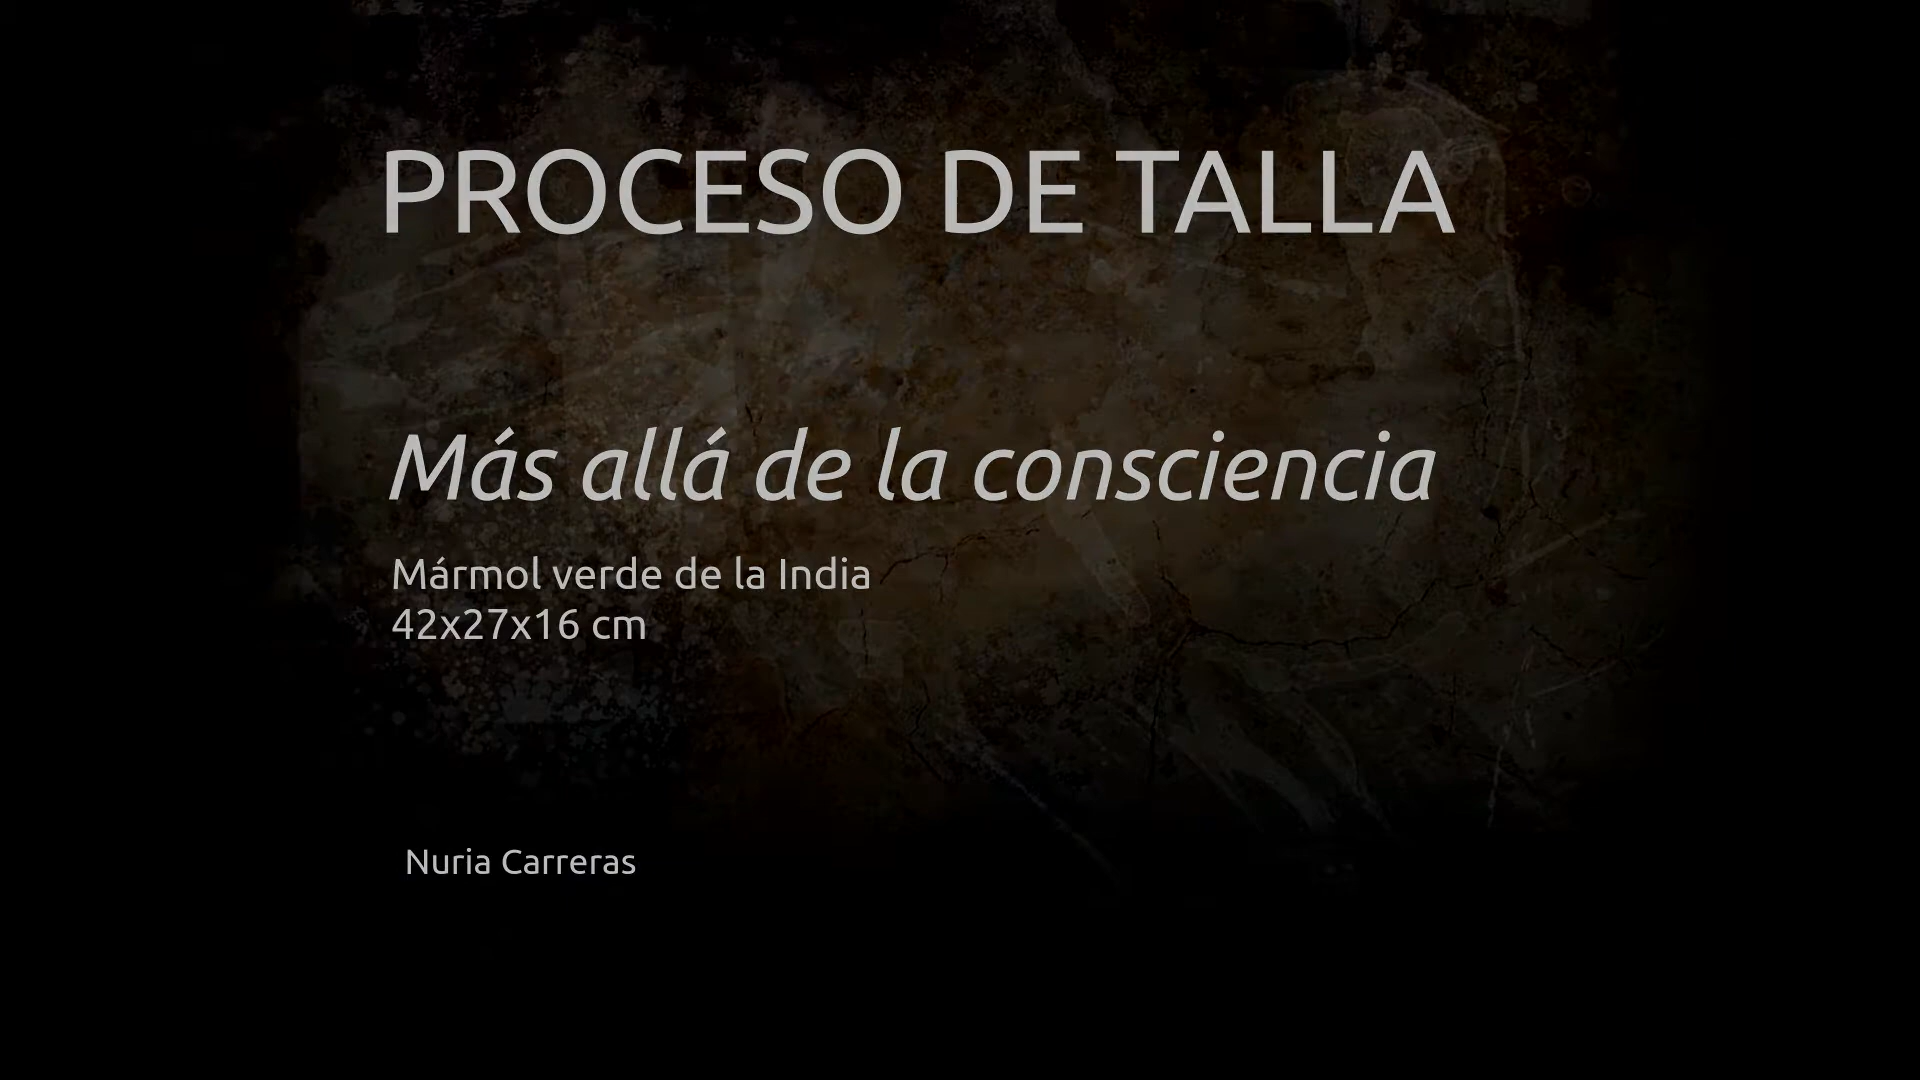 PROCESO DE TALLA
Más allá de la consciencia
Mármol verde de la India
42x27x16 cm
Nuria Carreras